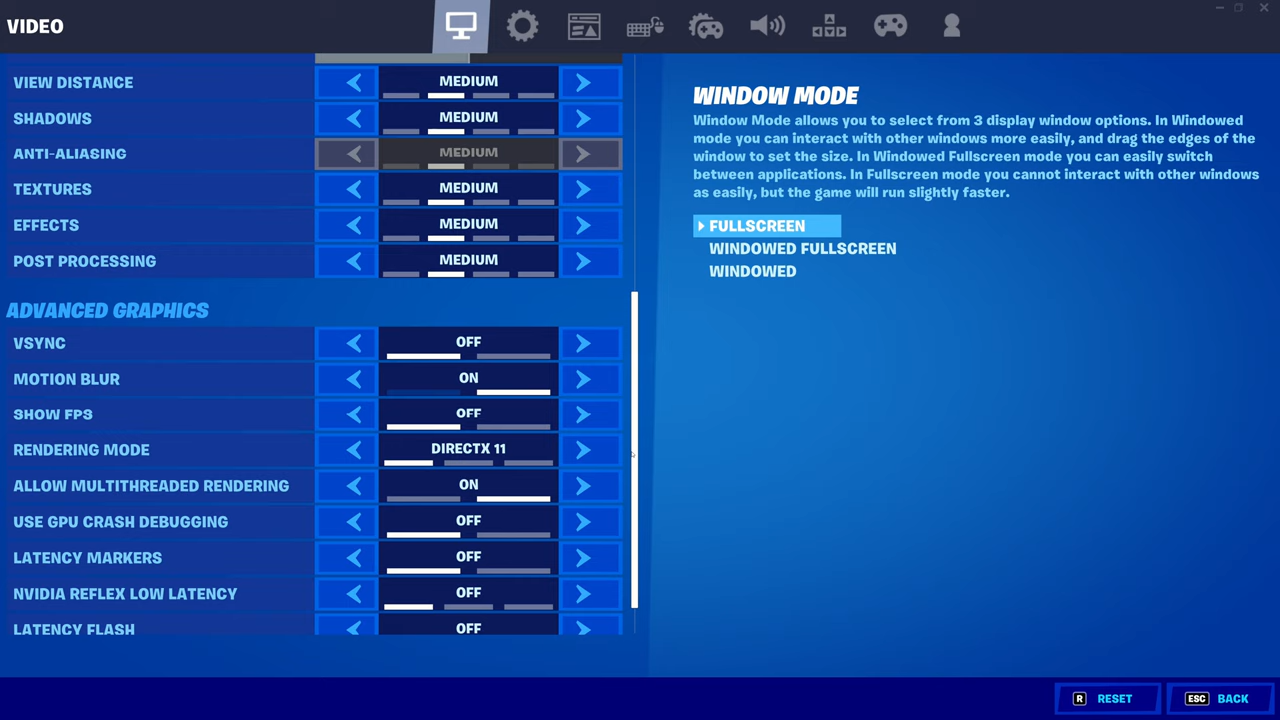 VIDEO
VIEW DISTANCE MEDIUM
SHADOWS MEDIUM
ANTI-ALIASING MEDIUM
TEXTURES MEDIUM
EFFECTS MEDIUM
POST PROCESSING MEDIUM
ADVANCED GRAPHICS
VSYNC OFF
MOTION BLUR ON
SHOW FPS OFF
RENDERING MODE DIRECTX 11
ALLOW MULTITHREADED RENDERING ON
USE GPU CRASH DEBUGGING OFF
LATENCY MARKERS OFF
NVIDIA REFLEX LOW LATENCY OFF
LATENCY FLASH OFF
WINDOW MODE
Window Mode allows you to select from 3 display window options. In Windowed
mode you can interact with other windows more easily, and drag the edges of the
window to set the size. In Windowed Fullscreen mode you can easily switch
between applications. In Fullscreen mode you cannot interact with other windows
as easily, but the game will run slightly faster.
FULLSCREEN
WINDOWED FULLSCREEN
WINDOWED
R RESET
ESC BACK